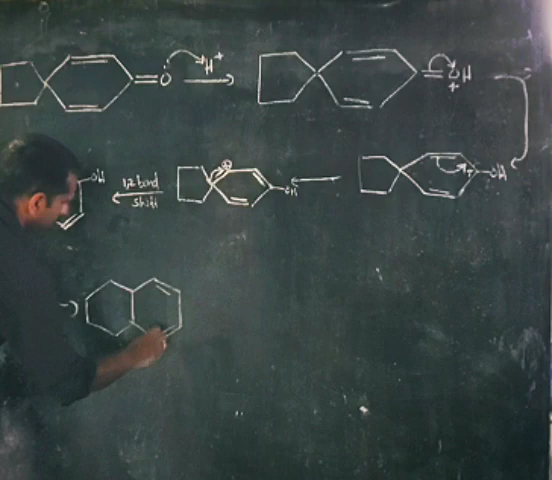 =O H+ =OH
+
OH 1,2 bond shift ⊕ OH + OH